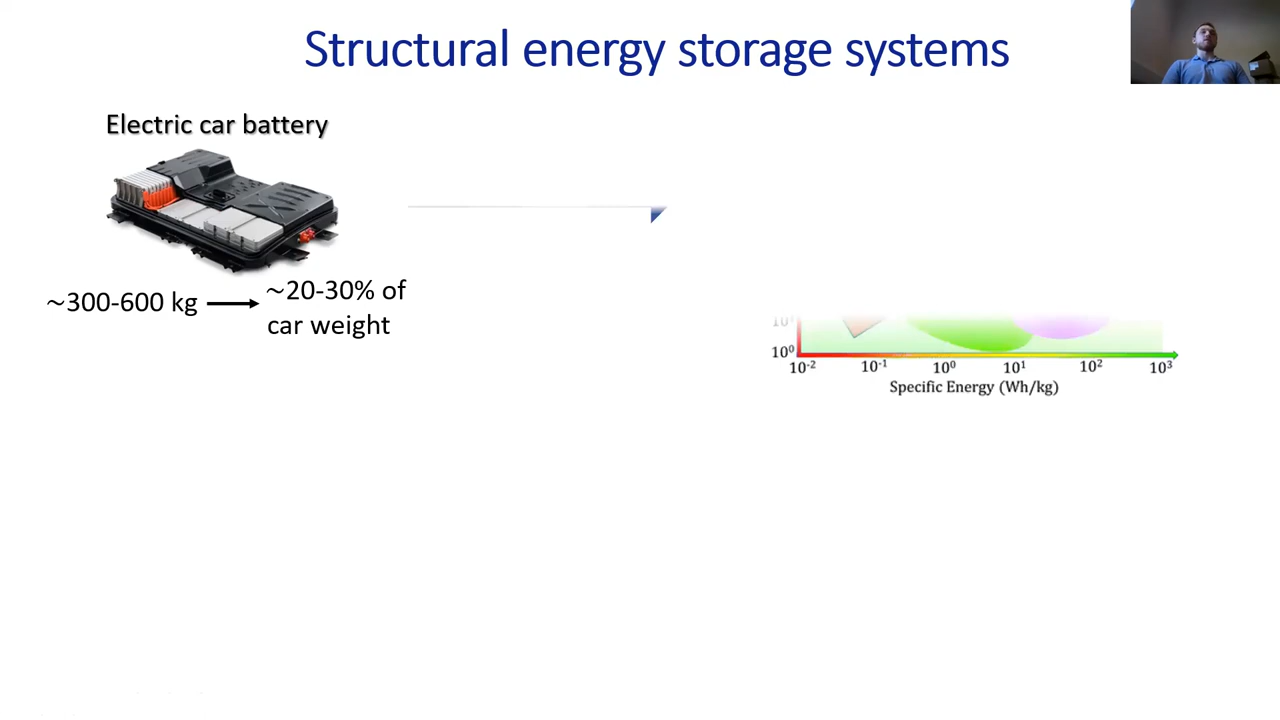 Structural energy storage systems
Electric car battery
~300-600 kg
~20-30% of
car weight
10⁰
10⁻² 10⁻¹ 10⁰ 10¹ 10² 10³
Specific Energy (Wh/kg)